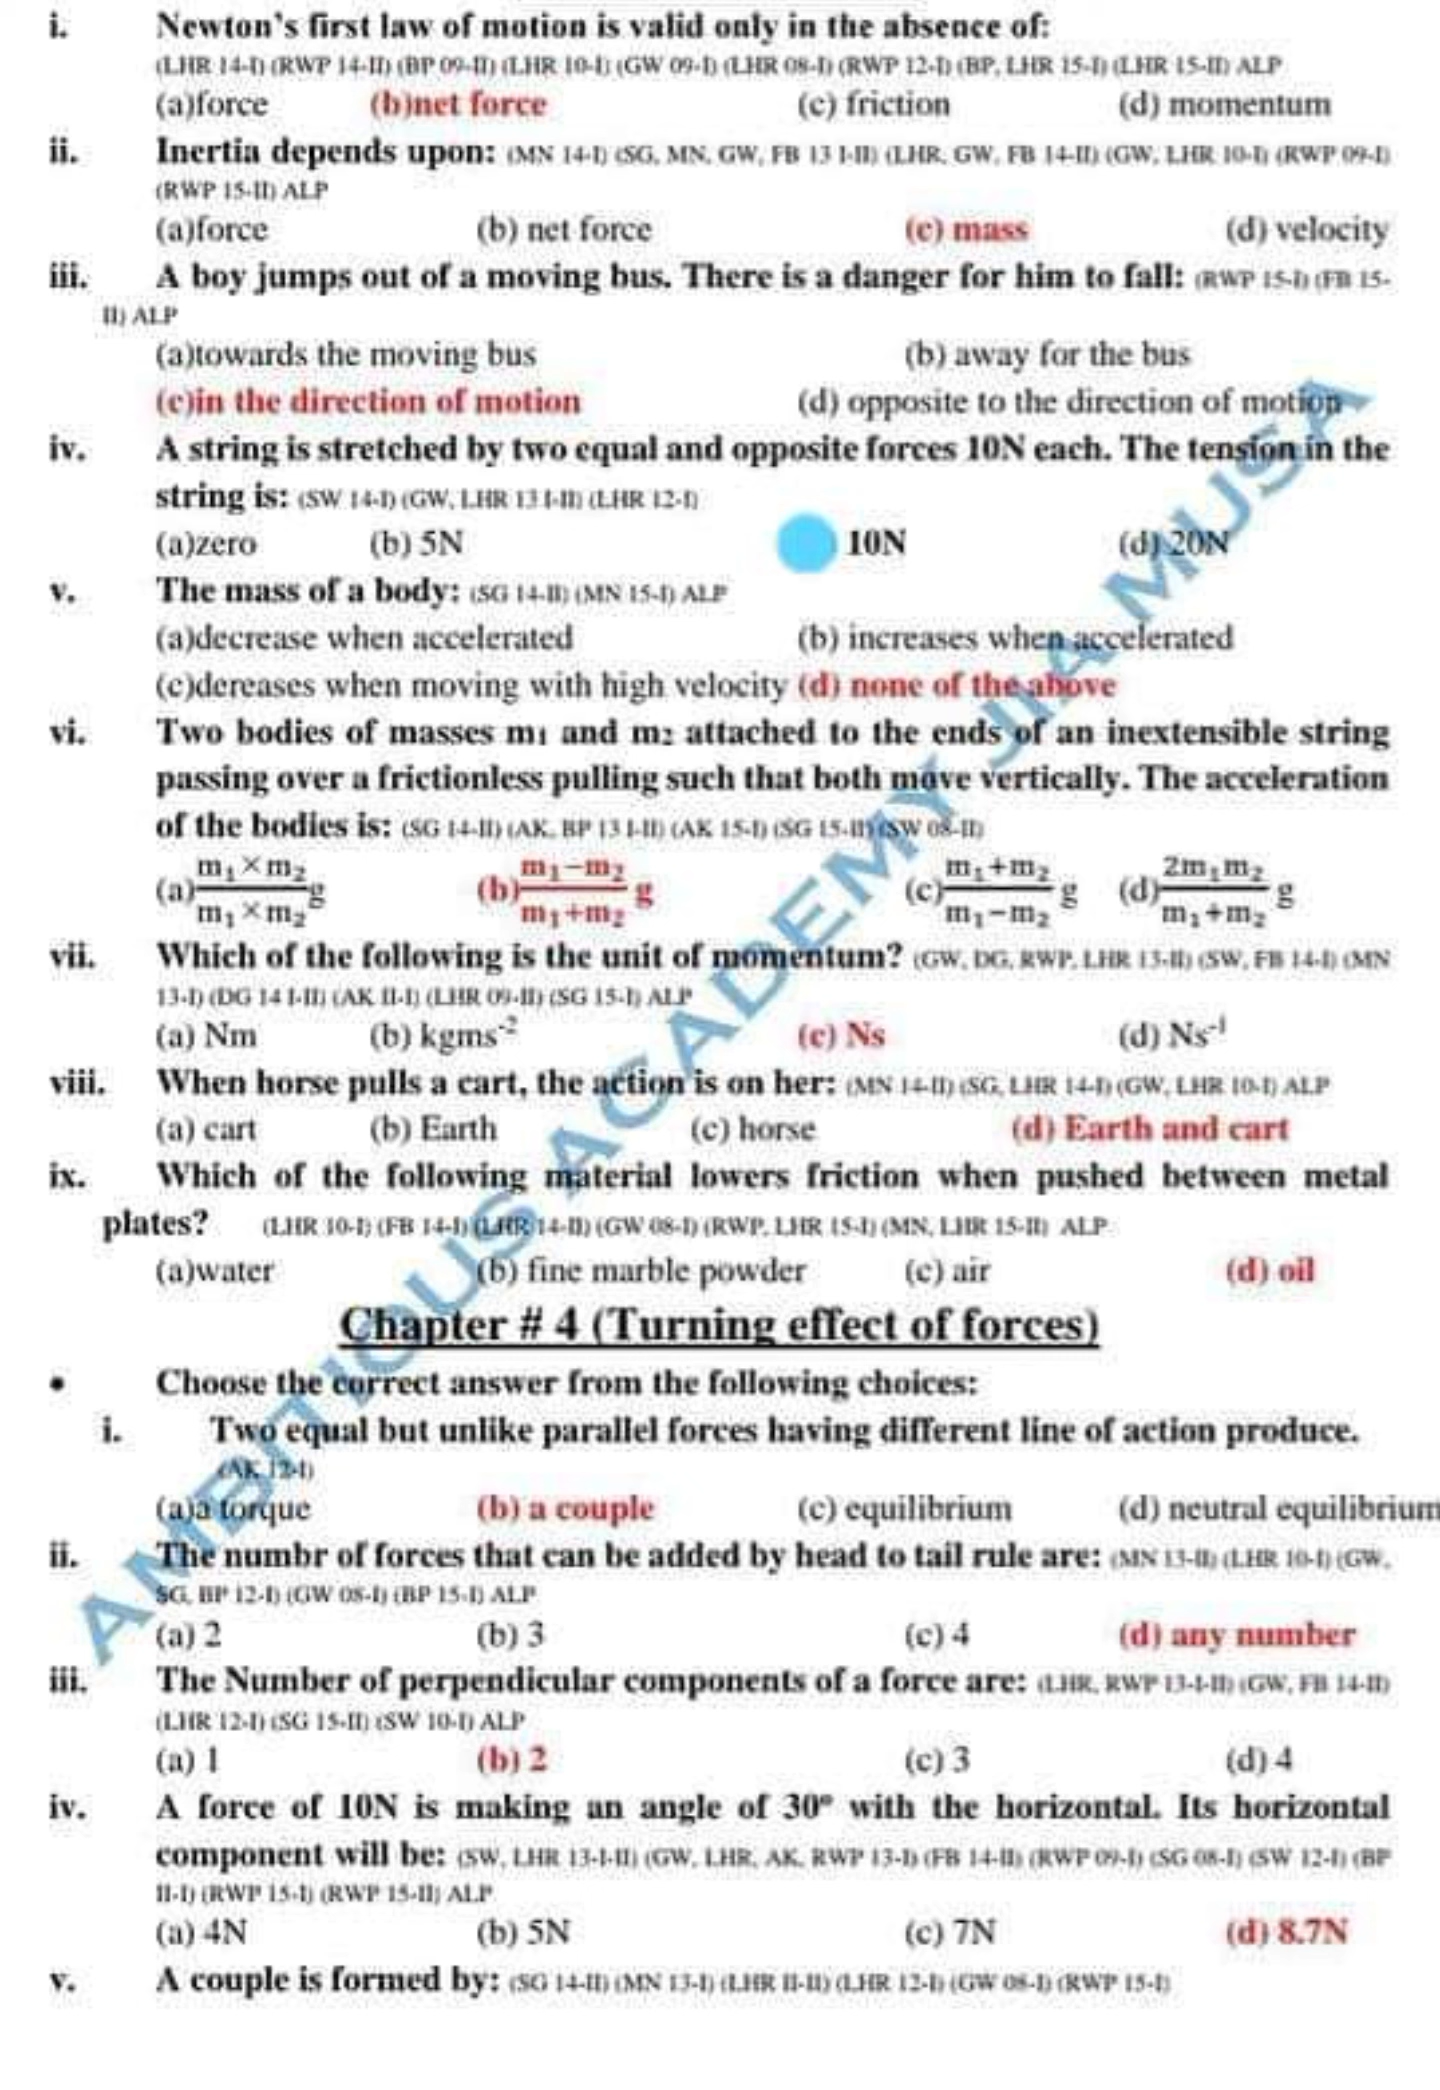 i. Newton's first law of motion is valid only in the absence of:
(LHR 14-I) (RWP 14-II) (BP 09-II) (LHR 10-I) (GW 09-I) (LHR 08-I) (RWP 12-I) (BP, LHR 15-I) (LHR 15-II) ALP
(a)force (b)net force (c) friction (d) momentum
ii. Inertia depends upon: (MN 14-I) (SG, MN, GW, FB 13 I-II) (LHR, GW, FB 14-II) (GW, LHR 10-I) (RWP 09-I)
(RWP 15-II) ALP
(a)force (b) net force (c) mass (d) velocity
iii. A boy jumps out of a moving bus. There is a danger for him to fall: (RWP 15-I) (FB 15-
II) ALP
(a)towards the moving bus (b) away for the bus
(c)in the direction of motion (d) opposite to the direction of motion
iv. A string is stretched by two equal and opposite forces 10N each. The tension in the
string is: (SW 14-I) (GW, LHR 13 I-II) (LHR 12-I)
(a)zero (b) 5N 10N (d) 20N
v. The mass of a body: (SG 14-II) (MN 15-I) ALP
(a)decrease when accelerated (b) increases when accelerated
(c)dereases when moving with high velocity (d) none of the above
vi. Two bodies of masses m₁ and m₂ attached to the ends of an inextensible string
passing over a frictionless pulling such that both move vertically. The acceleration
of the bodies is: (SG 14-II) (AK, BP 13 I-II) (AK 15-I) (SG 15-II) (SW 08-II)
(a) m₁×m₂/m₁×m₂ g (b) m₁−m₂/m₁+m₂ g (c) m₁+m₂/m₁−m₂ g (d) 2m₁m₂/m₁+m₂ g
vii. Which of the following is the unit of momentum? (GW, DG, RWP, LHR 13-II) (SW, FB 14-I) (MN
13-I) (DG 14 I-II) (AK II-I) (LHR 09-II) (SG 15-I) ALP
(a) Nm (b) kgms⁻² (c) Ns (d) Ns⁻¹
viii. When horse pulls a cart, the action is on her: (MN 14-II) (SG, LHR 14-I) (GW, LHR 10-I) ALP
(a) cart (b) Earth (c) horse (d) Earth and cart
ix. Which of the following material lowers friction when pushed between metal
plates? (LHR 10-I) (FB 14-I) (LHR 14-II) (GW 08-I) (RWP, LHR 15-I) (MN, LHR 15-II) ALP
(a)water (b) fine marble powder (c) air (d) oil
Chapter # 4 (Turning effect of forces)
• Choose the correct answer from the following choices:
i. Two equal but unlike parallel forces having different line of action produce.
(AK 12-I)
(a)a torque (b) a couple (c) equilibrium (d) neutral equilibrium
ii. The numbr of forces that can be added by head to tail rule are: (MN 13-II) (LHR 10-I) (GW,
SG, BP 12-I) (GW 08-I) (BP 15-I) ALP
(a) 2 (b) 3 (c) 4 (d) any number
iii. The Number of perpendicular components of a force are: (LHR, RWP 13-I-II) (GW, FB 14-II)
(LHR 12-I) (SG 15-II) (SW 10-I) ALP
(a) 1 (b) 2 (c) 3 (d) 4
iv. A force of 10N is making an angle of 30º with the horizontal. Its horizontal
component will be: (SW, LHR 13-I-II) (GW, LHR, AK, RWP 13-I) (FB 14-II) (RWP 09-I) (SG 08-I) (SW 12-I) (BP
II-I) (RWP 15-I) (RWP 15-II) ALP
(a) 4N (b) 5N (c) 7N (d) 8.7N
v. A couple is formed by: (SG 14-II) (MN 13-I) (LHR II-II) (LHR 12-I) (GW 08-I) (RWP 15-I)
AMBITIOUS ACADEMY JIA MUSA